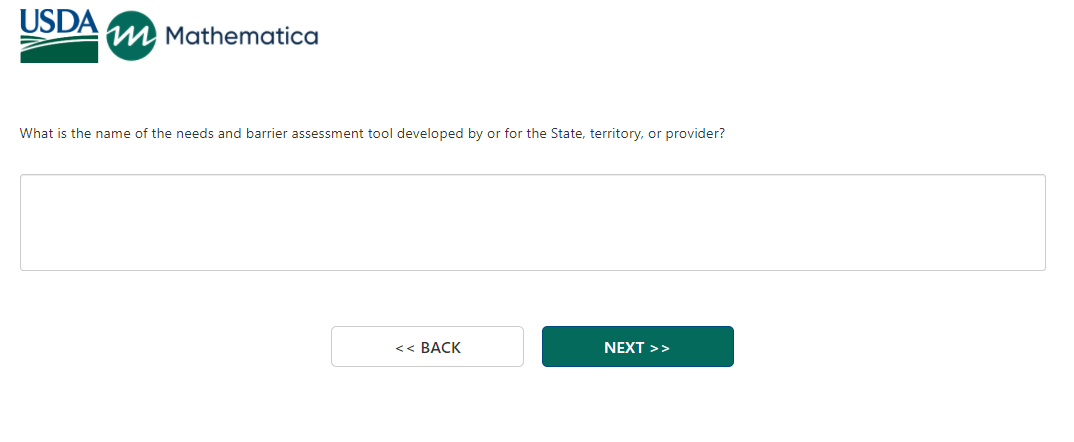 USDA Mathematica
What is the name of the needs and barrier assessment tool developed by or for the State, territory, or provider?
<< BACK NEXT >>